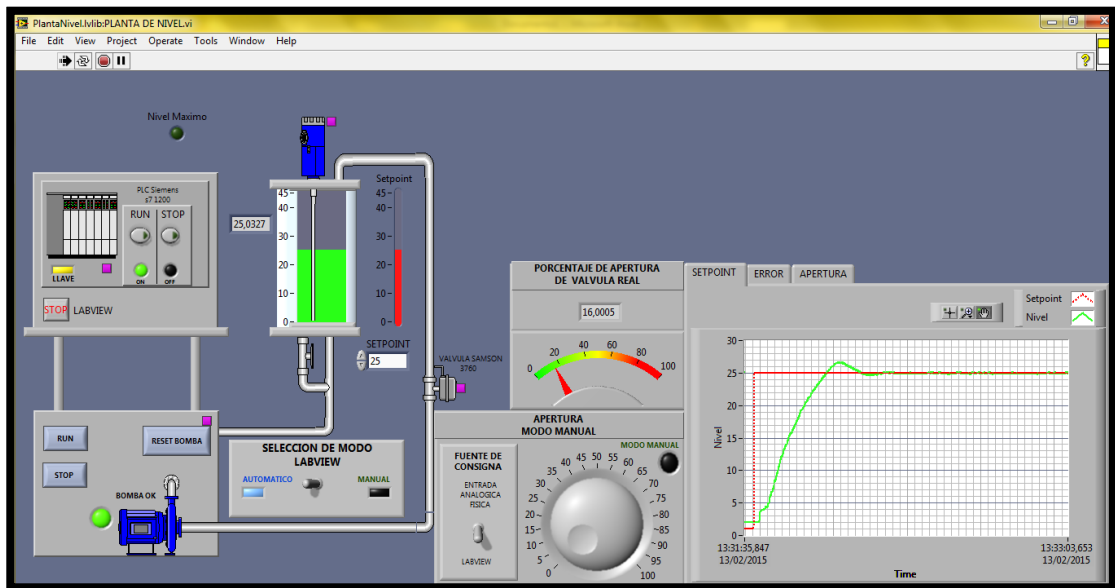 PlantaNivel.lvlib:PLANTA DE NIVEL.vi
File Edit View Project Operate Tools Window Help
Nivel Maximo
PLC Siemens
s7 1200
RUN STOP
LLAVE
ON OFF
STOP LABVIEW
25,0327
45
40
30
20
10
0
Setpoint
45
40
30
20
10
0
SETPOINT
25
VALVULA SAMSON
3760
RUN
STOP
RESET BOMBA
BOMBA OK
SELECCION DE MODO
LABVIEW
AUTOMATICO
MANUAL
PORCENTAJE DE APERTURA
DE VALVULA REAL
16,0005
0 20 40 60 80 100
APERTURA
MODO MANUAL
FUENTE DE
CONSIGNA
ENTRADA
ANALOGICA
FISICA
LABVIEW
MODO MANUAL
0 5 10 15 20 25 30 35 40 45 50 55 60 65 70 75 80 85 90 95 100
SETPOINT ERROR APERTURA
Setpoint
Nivel
Nivel
30
25
20
15
10
5
0
13:31:35,847
13/02/2015
13:33:03,653
13/02/2015
Time